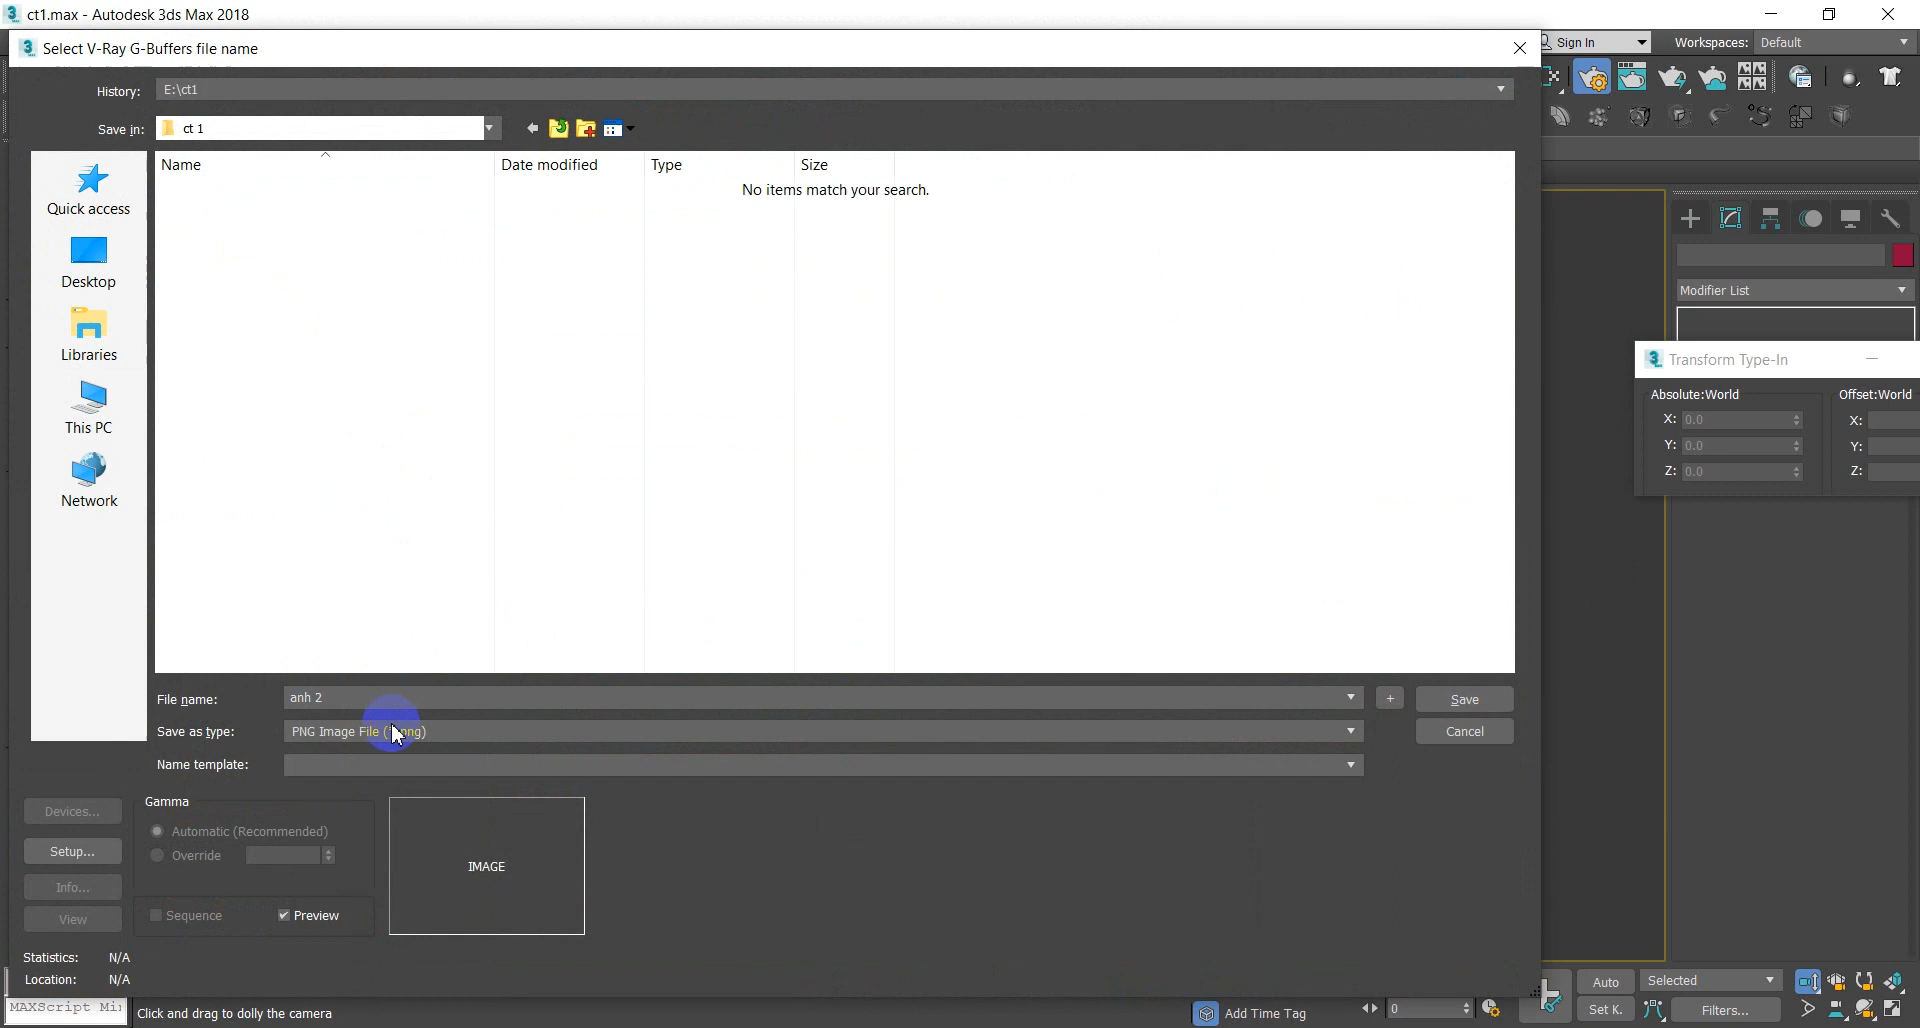 ct1.max - Autodesk 3ds Max 2018
Select V-Ray G-Buffers file name
Sign In
Workspaces: Default
History: E:\ct1
Save in: ct 1
Name Date modified Type Size
No items match your search.
Quick access
Desktop
Libraries
This PC
Network
Modifier List
Transform Type-In
Absolute:World Offset:World
X: 0.0 X:
Y: 0.0 Y:
Z: 0.0 Z:
File name: anh 2 + Save
Save as type: PNG Image File (*.png) Cancel
Name template:
Devices...
Setup...
Info...
View
Gamma
Automatic (Recommended)
Override
Sequence Preview
IMAGE
Statistics: N/A
Location: N/A
MAXScript Mi
Click and drag to dolly the camera
Add Time Tag
0
Auto Selected
Set K. Filters...